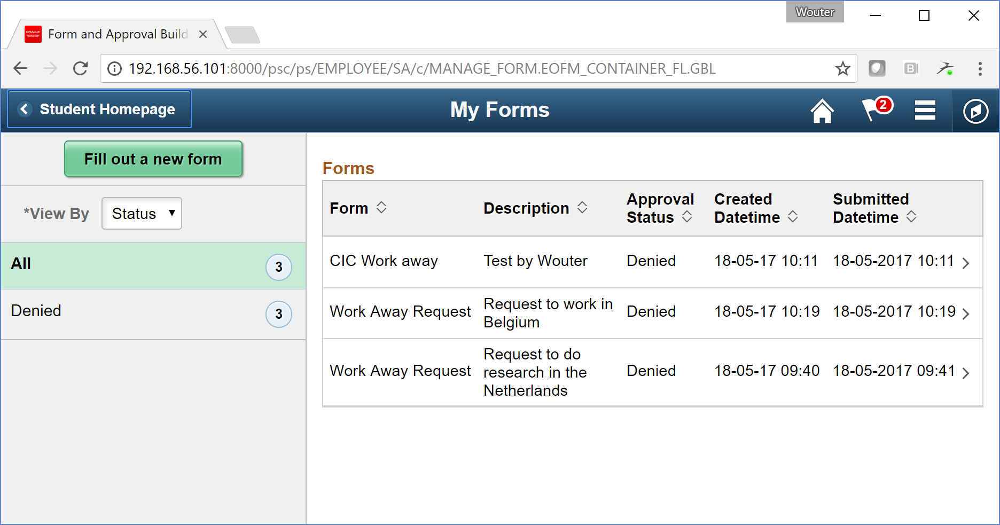 Wouter
ORACLE
PEOPLESOFT
Form and Approval Build
192.168.56.101:8000/psc/ps/EMPLOYEE/SA/c/MANAGE_FORM.EOFM_CONTAINER_FL.GBL
B
Student Homepage
My Forms
2
Fill out a new form
*View By
Status
All
3
Denied
3
Forms
Form
Description
Approval
Status
Created
Datetime
Submitted
Datetime
CIC Work away
Test by Wouter
Denied
18-05-17 10:11
18-05-2017 10:11
Work Away Request
Request to work in
Belgium
Denied
18-05-17 10:19
18-05-2017 10:19
Work Away Request
Request to do
research in the
Netherlands
Denied
18-05-17 09:40
18-05-2017 09:41